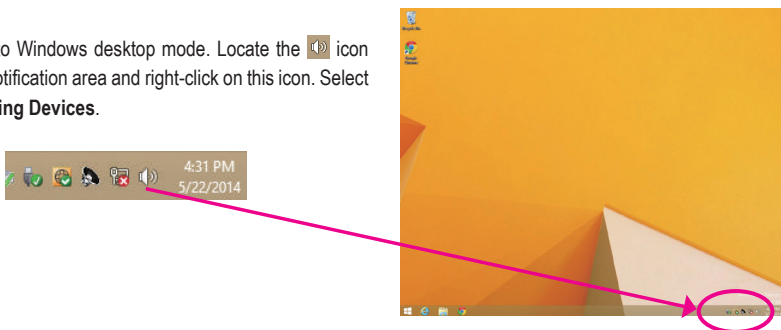 to Windows desktop mode. Locate the icon
otification area and right-click on this icon. Select
ing Devices.
4:31 PM
5/22/2014